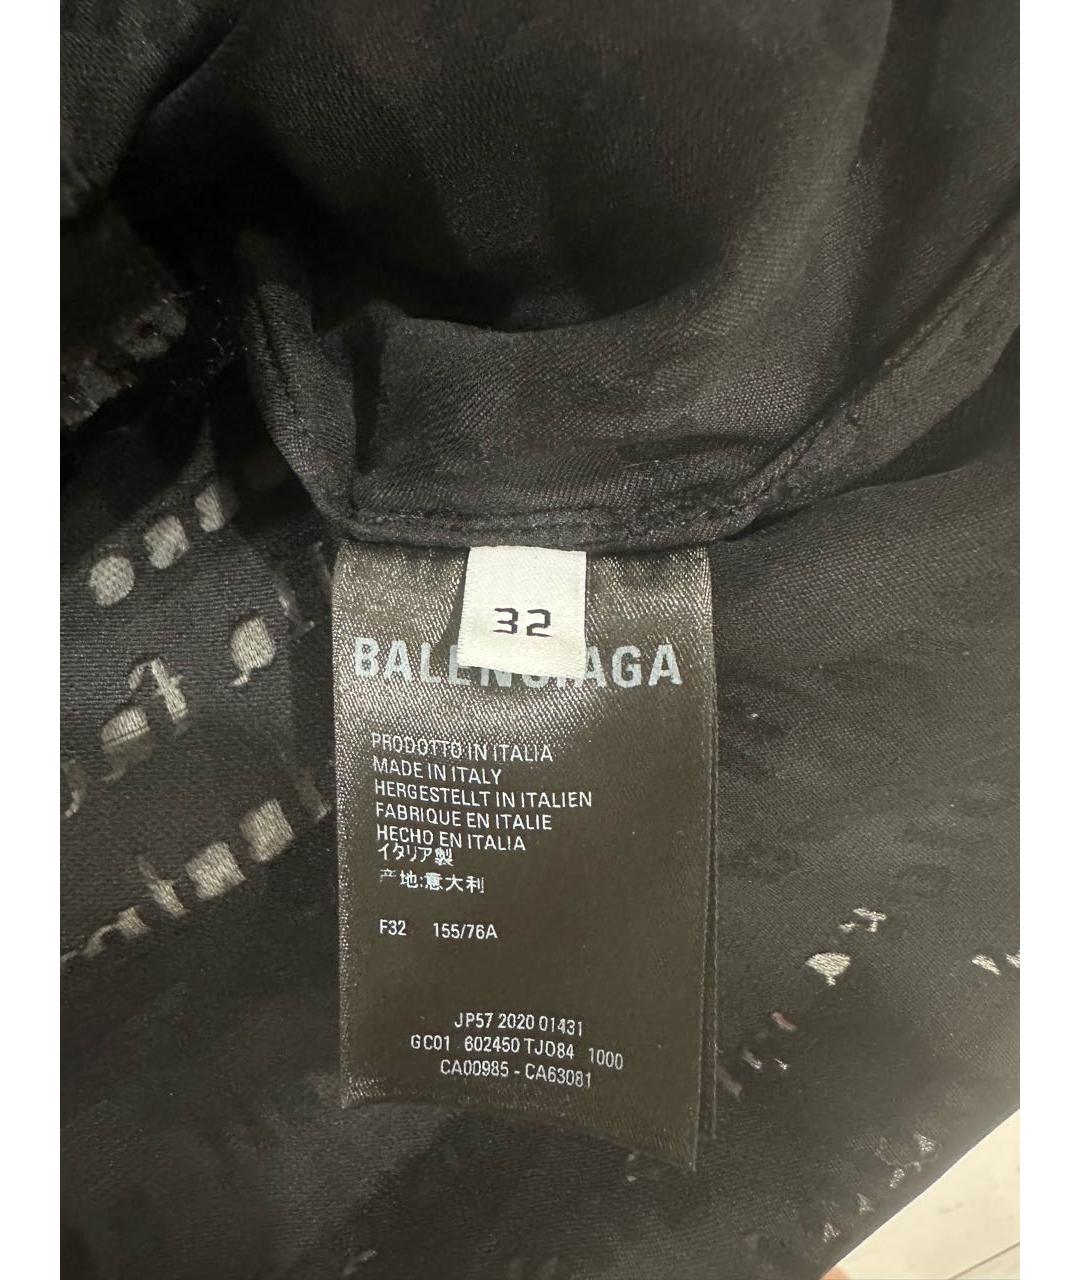 32
BALENCIAGA
PRODOTTO IN ITALIA
MADE IN ITALY
HERGESTELLT IN ITALIEN
FABRIQUE EN ITALIE
HECHO EN ITALIA
イタリア製
产地:意大利
F32 155/76A
JP57 2020 01431
GC01 602450 TJO84 1000
CA00985 - CA63081